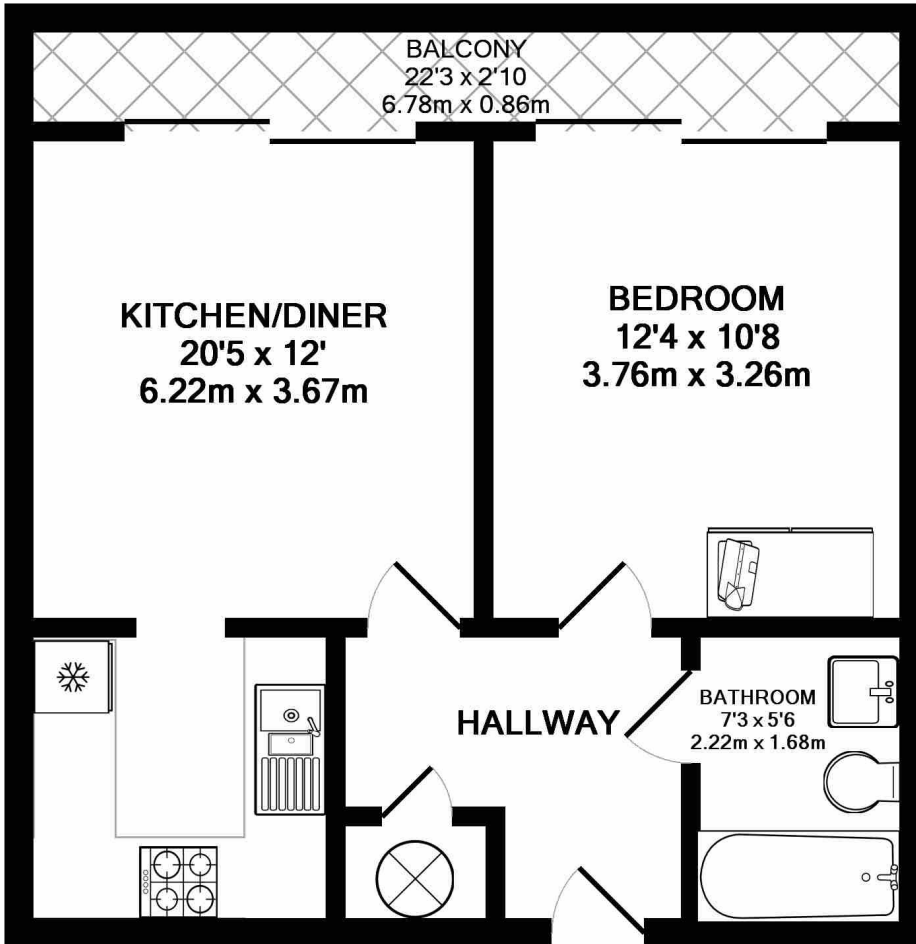 BALCONY
22'3 x 2'10
6.78m x 0.86m
KITCHEN/DINER
20'5 x 12'
6.22m x 3.67m
BEDROOM
12'4 x 10'8
3.76m x 3.26m
HALLWAY
BATHROOM
7'3 x 5'6
2.22m x 1.68m